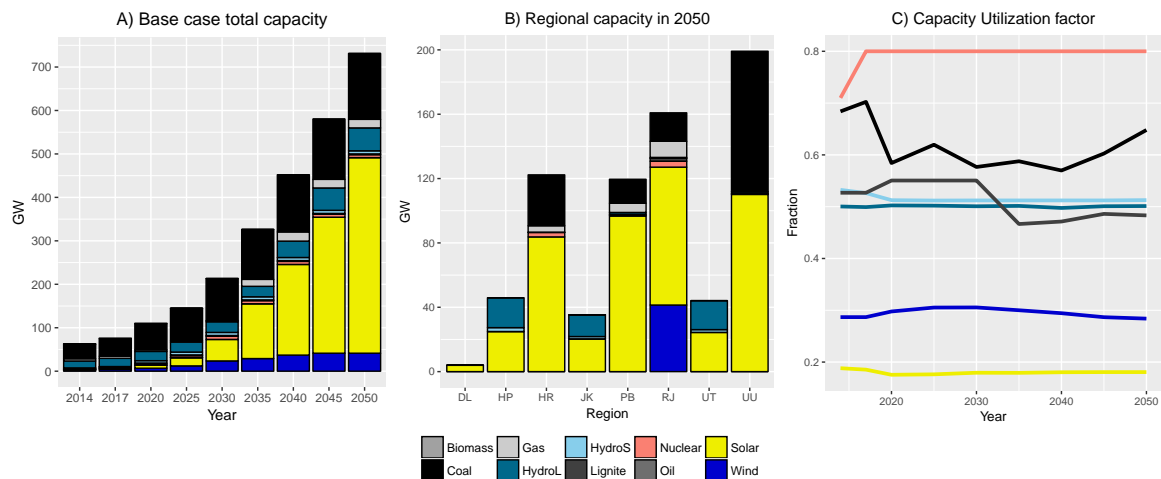 A) Base case total capacity
GW
700
600
500
400
300
200
100
0
2014 2017 2020 2025 2030 2035 2040 2045 2050
Year
B) Regional capacity in 2050
GW
200
160
120
80
40
0
DL HP HR JK PB RJ UT UU
Region
C) Capacity Utilization factor
Fraction
0.8
0.6
0.4
0.2
2020 2030 2040 2050
Year
Biomass Gas HydroS Nuclear Solar
Coal HydroL Lignite Oil Wind